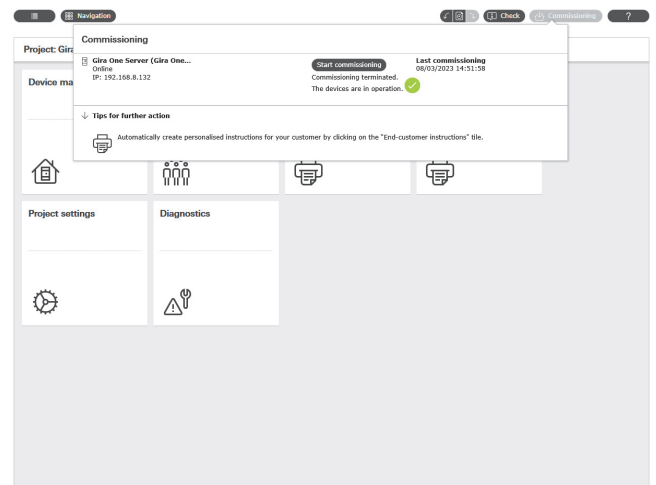 Navigation
Check
Commissioning
?
Commissioning
Project: Gira
Gira One Server (Gira One...
Online
IP: 192.168.8.132
Start commissioning
Commissioning terminated.
The devices are in operation.
Last commissioning
08/03/2023 14:51:58
Device ma
Tips for further action
Automatically create personalised instructions for your customer by clicking on the "End-customer instructions" tile.
Project settings
Diagnostics